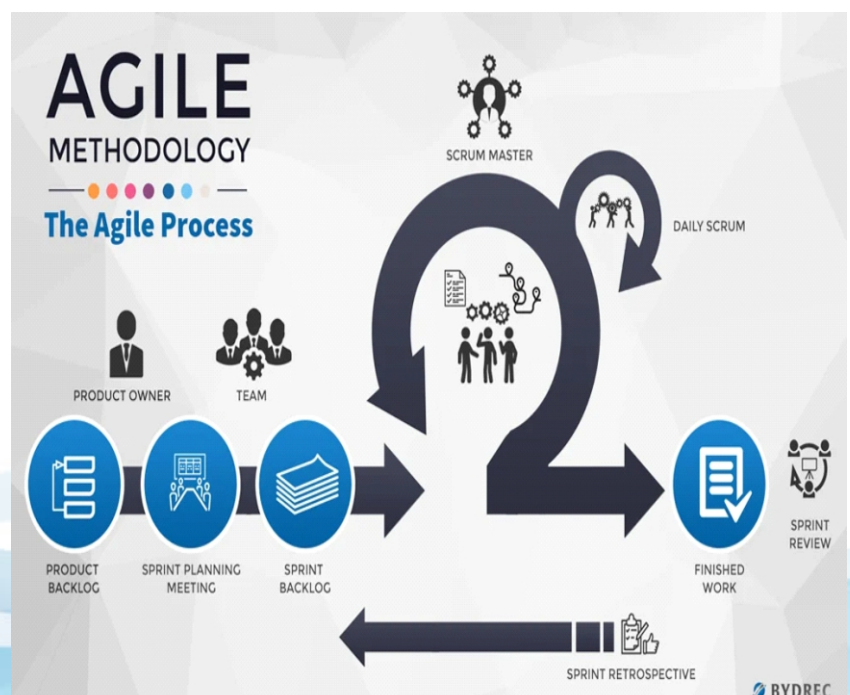 AGILE
METHODOLOGY
The Agile Process
SCRUM MASTER
DAILY SCRUM
PRODUCT OWNER
TEAM
PRODUCT
BACKLOG
SPRINT PLANNING
MEETING
SPRINT
BACKLOG
FINISHED
WORK
SPRINT
REVIEW
SPRINT RETROSPECTIVE
BYDREC